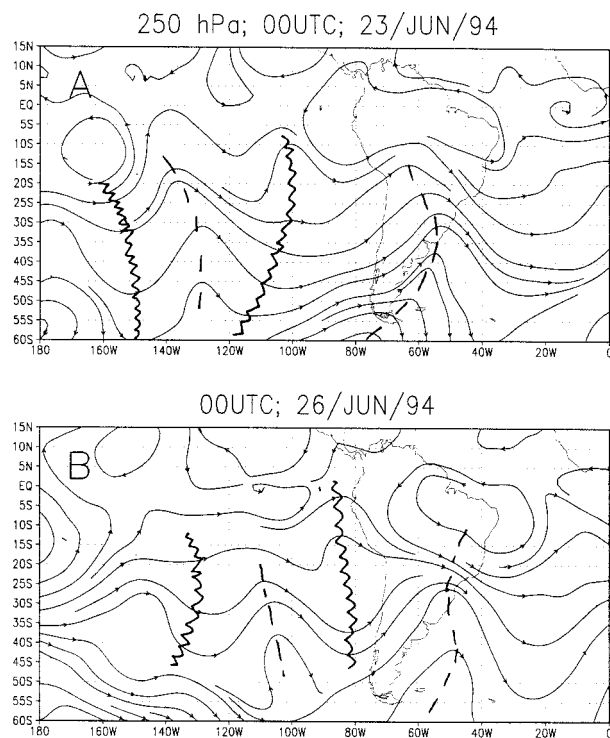 250 hPa; 00UTC; 23/JUN/94
A
15N
10N
5N
EQ
5S
10S
15S
20S
25S
30S
35S
40S
45S
50S
55S
60S
180 160W 140W 120W 100W 80W 60W 40W 20W 0
00UTC; 26/JUN/94
B
15N
10N
5N
EQ
5S
10S
15S
20S
25S
30S
35S
40S
45S
50S
55S
60S
180 160W 140W 120W 100W 80W 60W 40W 20W 0